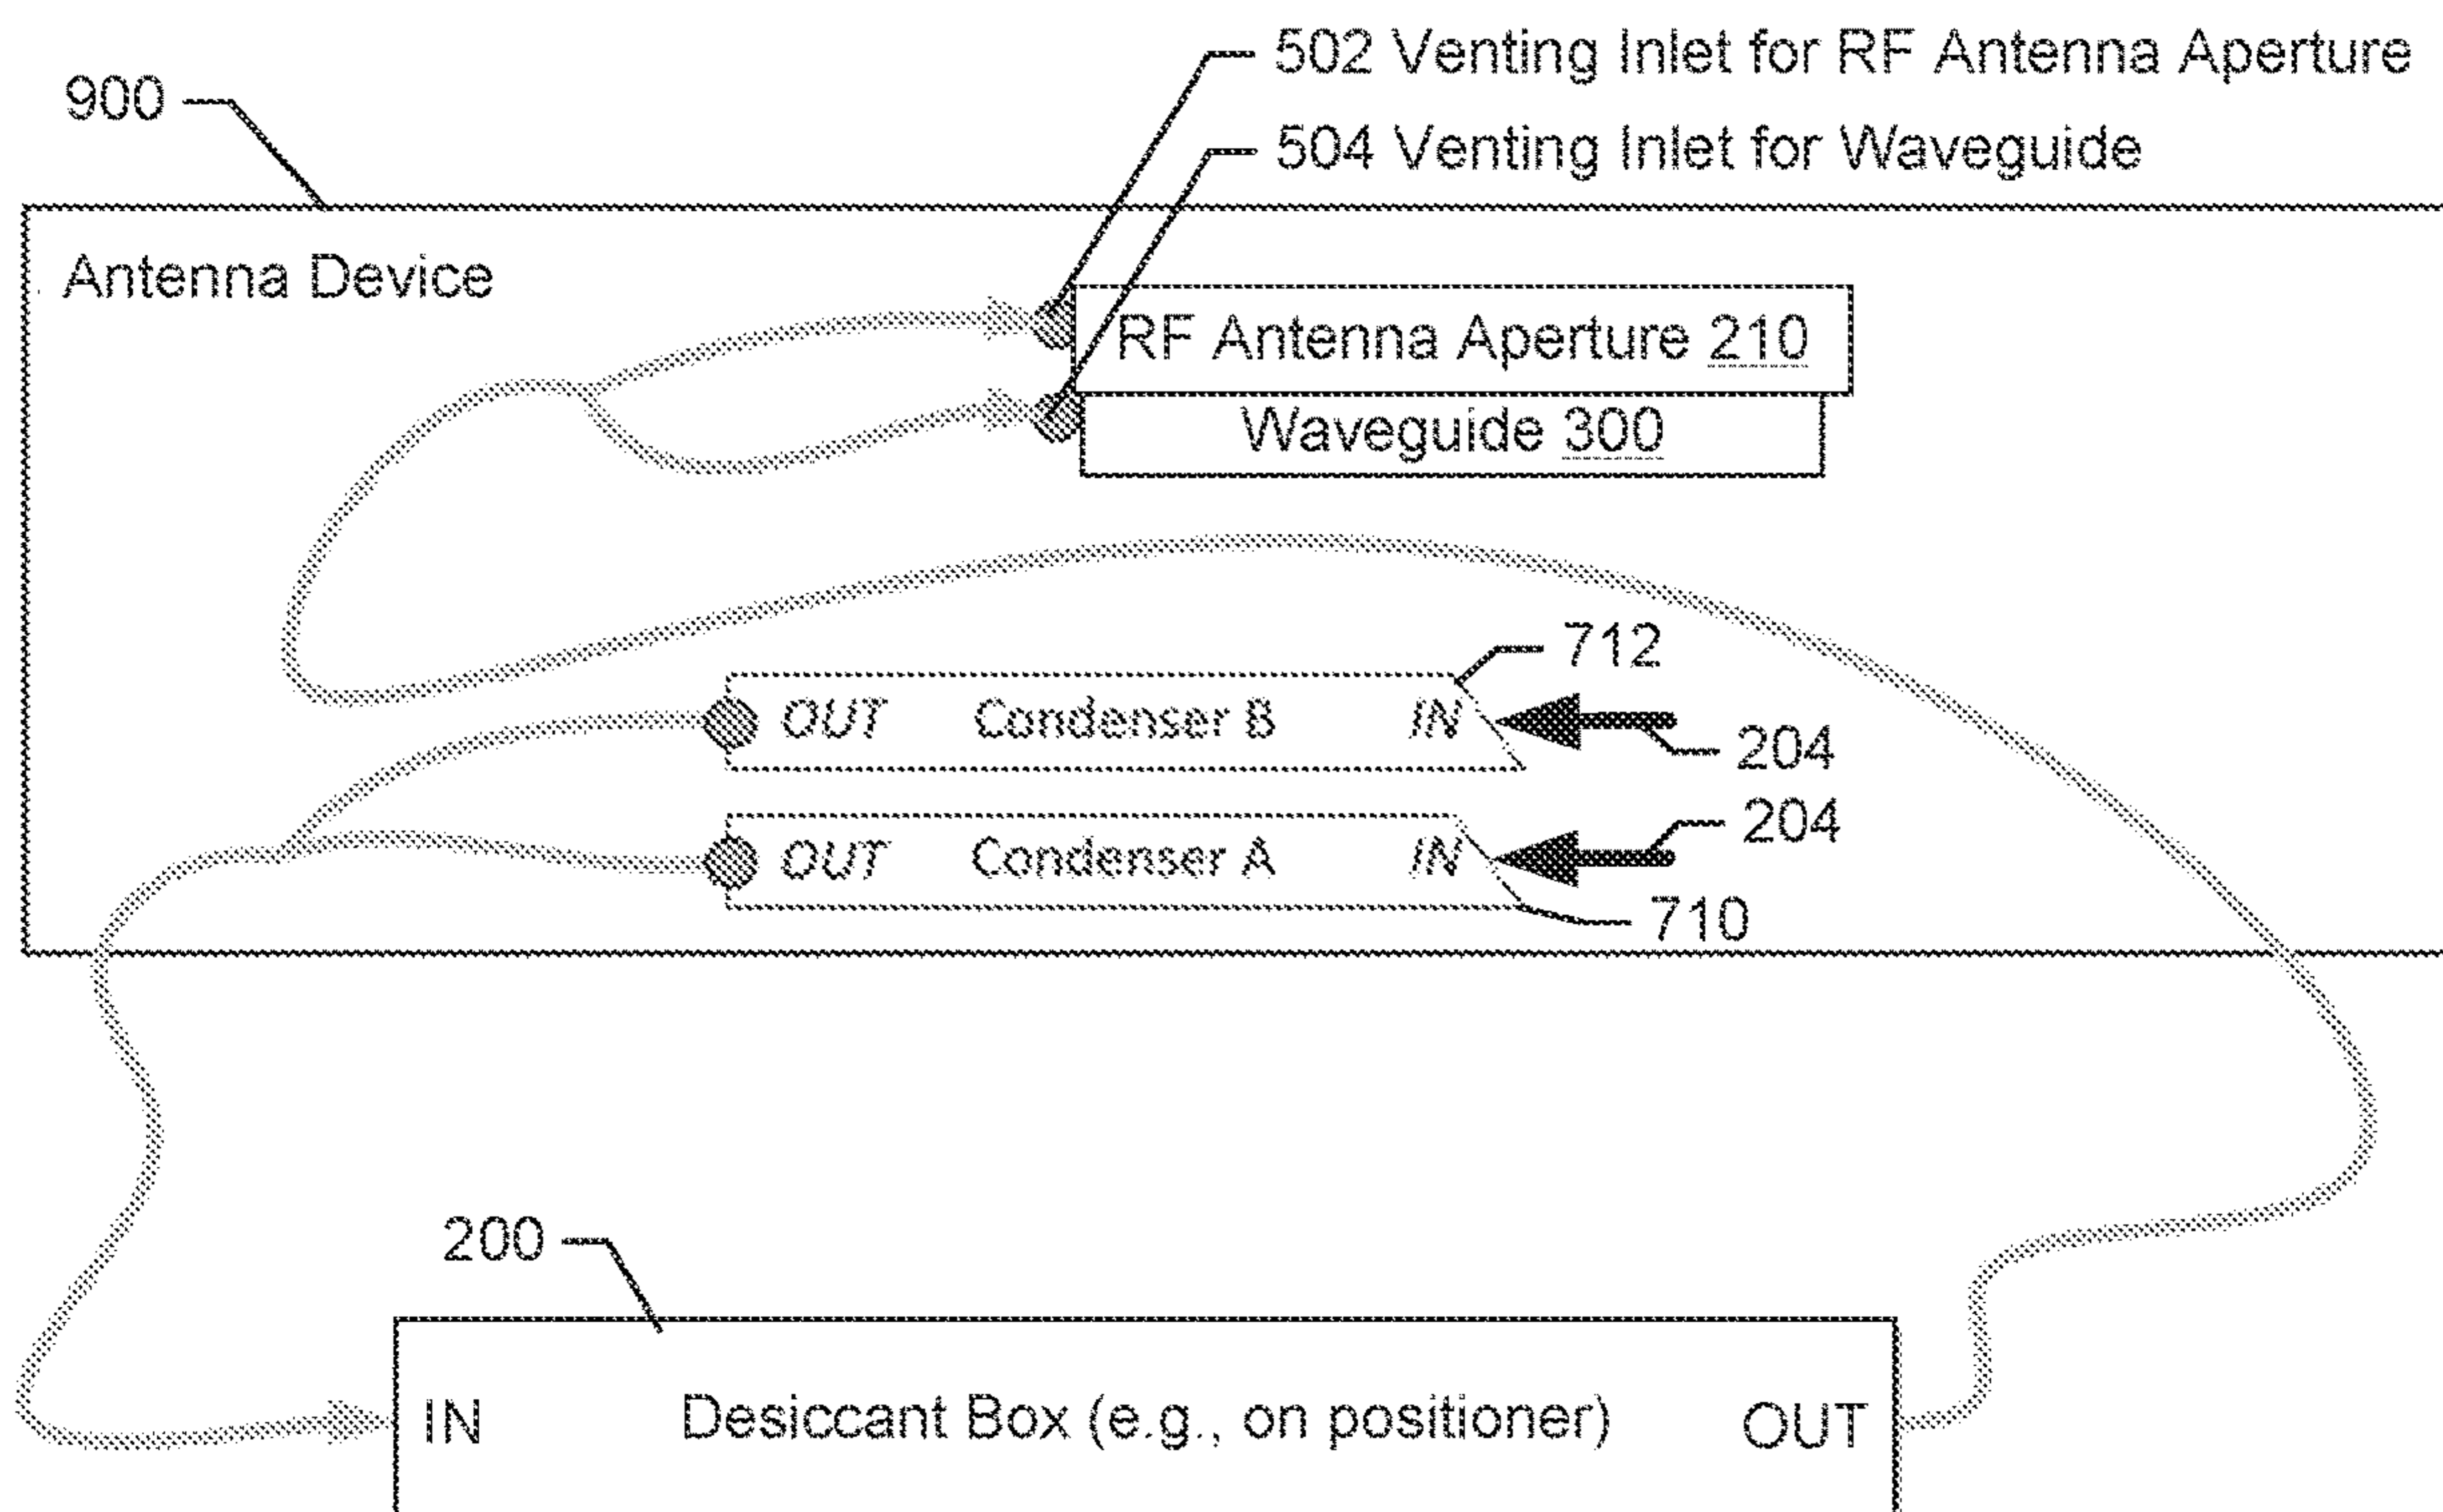 502 Venting Inlet for RF Antenna Aperture
900
504 Venting Inlet for Waveguide
Antenna Device
RF Antenna Aperture 210
Waveguide 300
712
OUT Condenser B IN
204
204
OUT Condenser A IN
710
200
IN Desiccant Box (e.g., on positioner) OUT